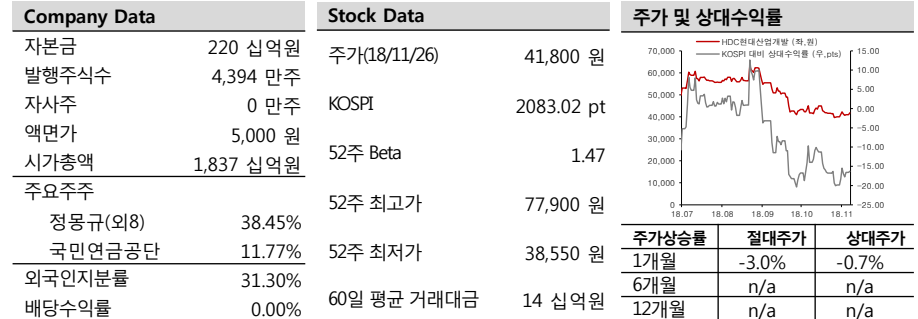 Company Data
자본금 220 십억원
발행주식수 4,394 만주
자사주 0 만주
액면가 5,000 원
시가총액 1,837 십억원
주요주주
정몽규(외8) 38.45%
국민연금공단 11.77%
외국인지분률 31.30%
배당수익률 0.00%
Stock Data
주가(18/11/26) 41,800 원
KOSPI 2083.02 pt
52주 Beta 1.47
52주 최고가 77,900 원
52주 최저가 38,550 원
60일 평균 거래대금 14 십억원
주가 및 상대수익률
HDC현대산업개발 (좌,원)
KOSPI 대비 상대수익률 (우,pts)
70,000 15.00
60,000 10.00
50,000 5.00
40,000 0.00
30,000 -5.00
20,000 -10.00
10,000 -15.00
0 -20.00
-25.00
18.07 18.08 18.09 18.10 18.11
주가상승률 절대주가 상대주가
1개월 -3.0% -0.7%
6개월 n/a n/a
12개월 n/a n/a